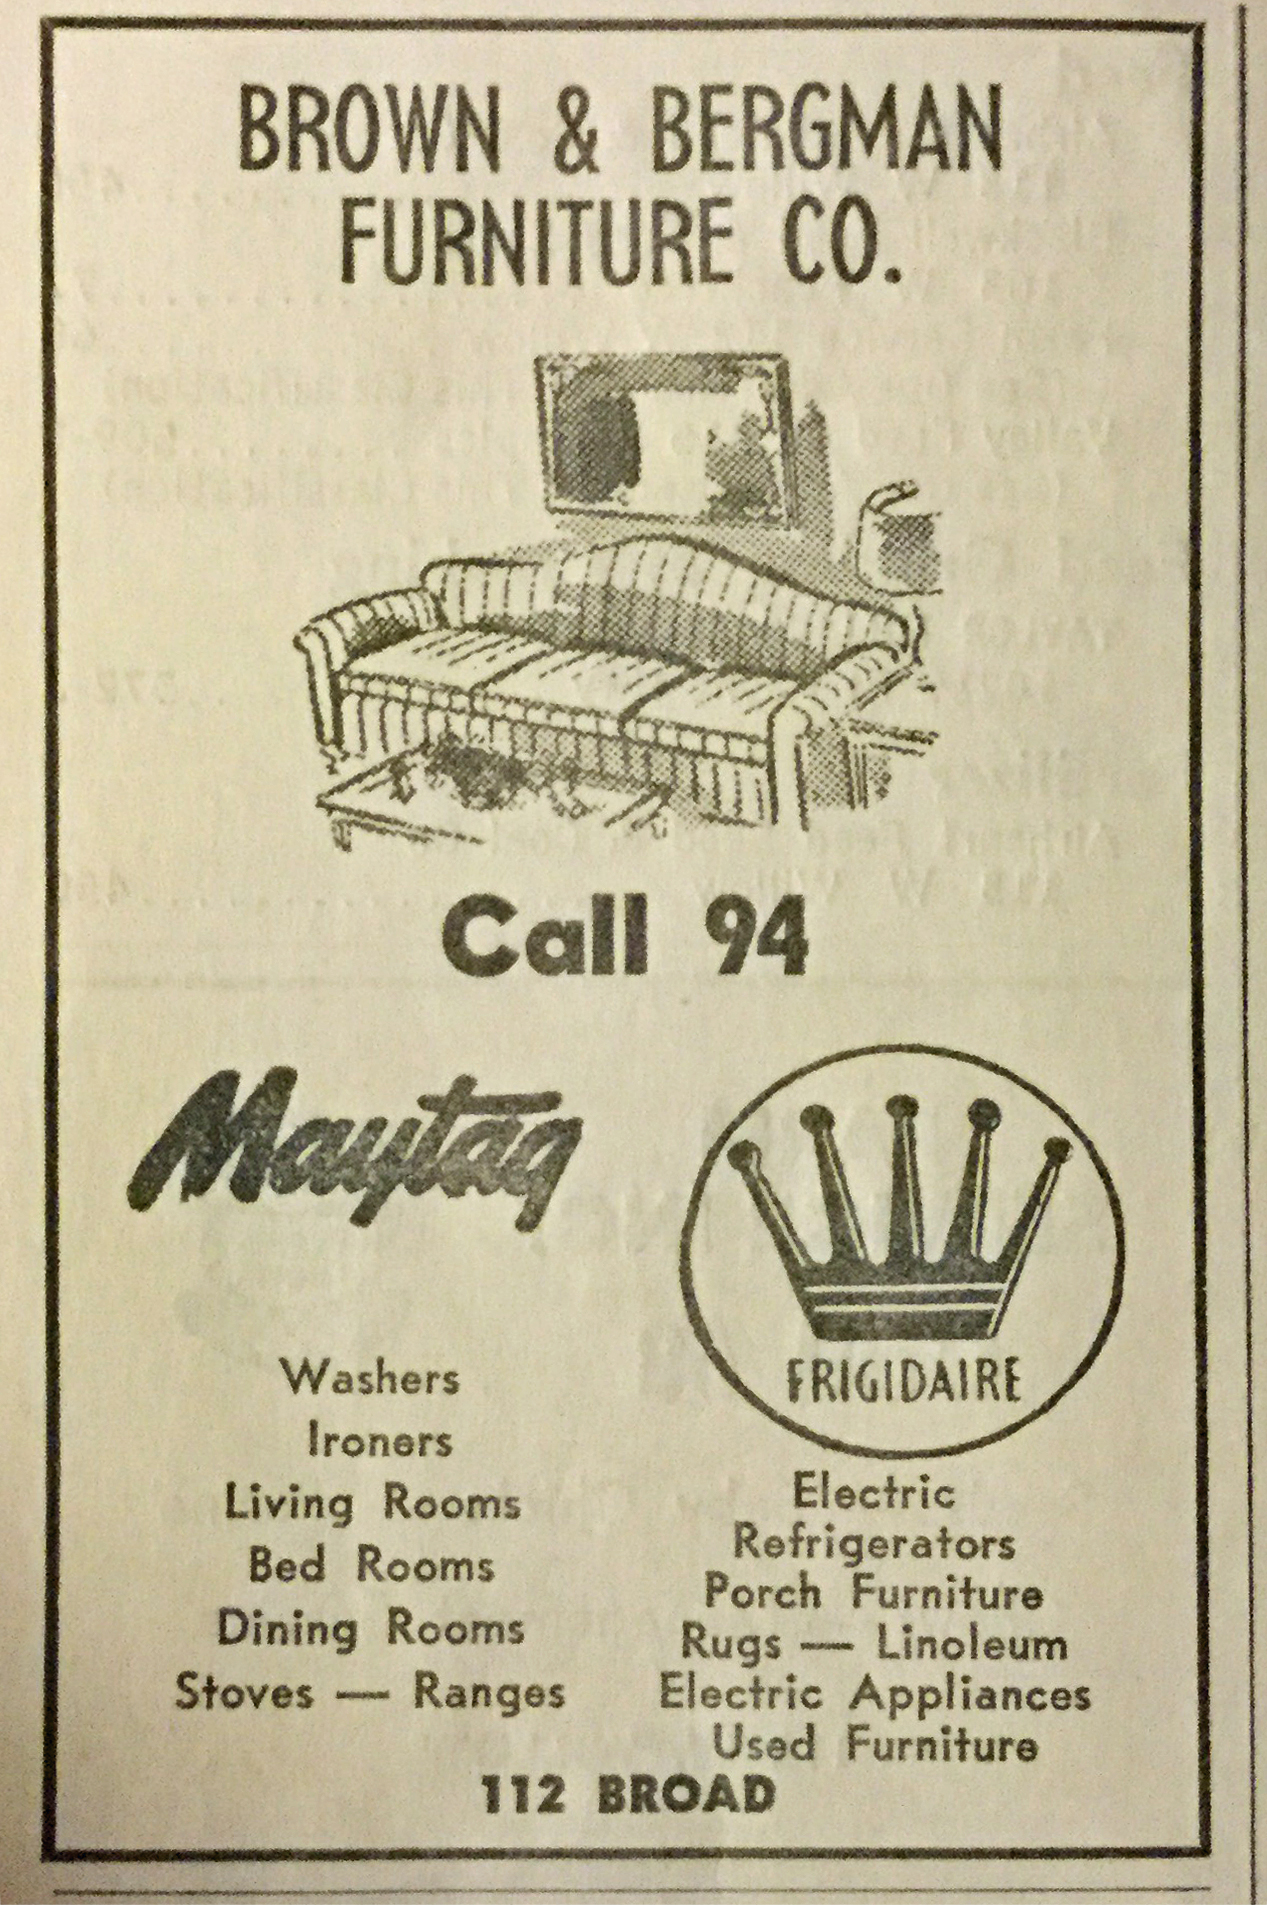 BROWN & BERGMAN
FURNITURE CO.
Call 94
Maytag
Washers
Ironers
Living Rooms
Bed Rooms
Dining Rooms
Stoves — Ranges
FRIGIDAIRE
Electric
Refrigerators
Porch Furniture
Rugs — Linoleum
Electric Appliances
Used Furniture
112 BROAD